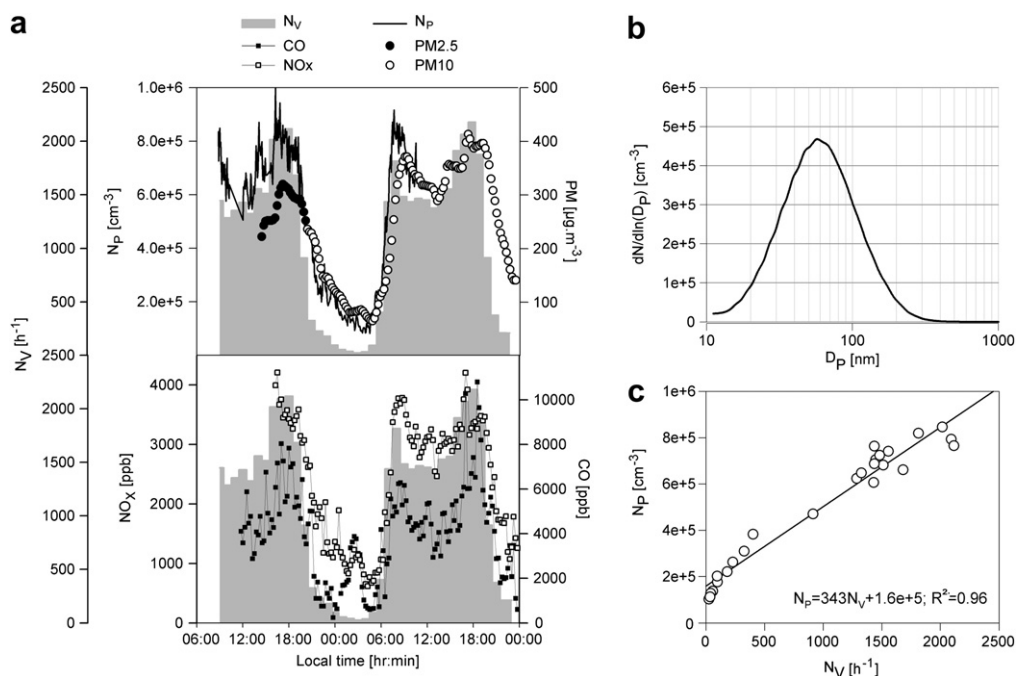 a
N_V
N_P
CO
PM2.5
NOx
PM10
2500
2000
1500
1000
500
2500
2000
1500
1000
500
0
N_V [h⁻¹]
1.0e+6
8.0e+5
6.0e+5
4.0e+5
2.0e+5
N_P [cm⁻³]
500
400
300
200
100
PM [µg.m⁻³]
4000
3000
2000
1000
0
NO_X [ppb]
10000
8000
6000
4000
2000
0
CO [ppb]
06:00 12:00 18:00 00:00 06:00 12:00 18:00 00:00
Local time [hr:min]
b
6e+5
5e+5
4e+5
3e+5
2e+5
1e+5
0
dN/dln(D_P) [cm⁻³]
10 100 1000
D_P [nm]
c
1e+6
8e+5
6e+5
4e+5
2e+5
0
N_P [cm⁻³]
N_P=343N_V+1.6e+5; R²=0.96
0 500 1000 1500 2000 2500
N_V [h⁻¹]